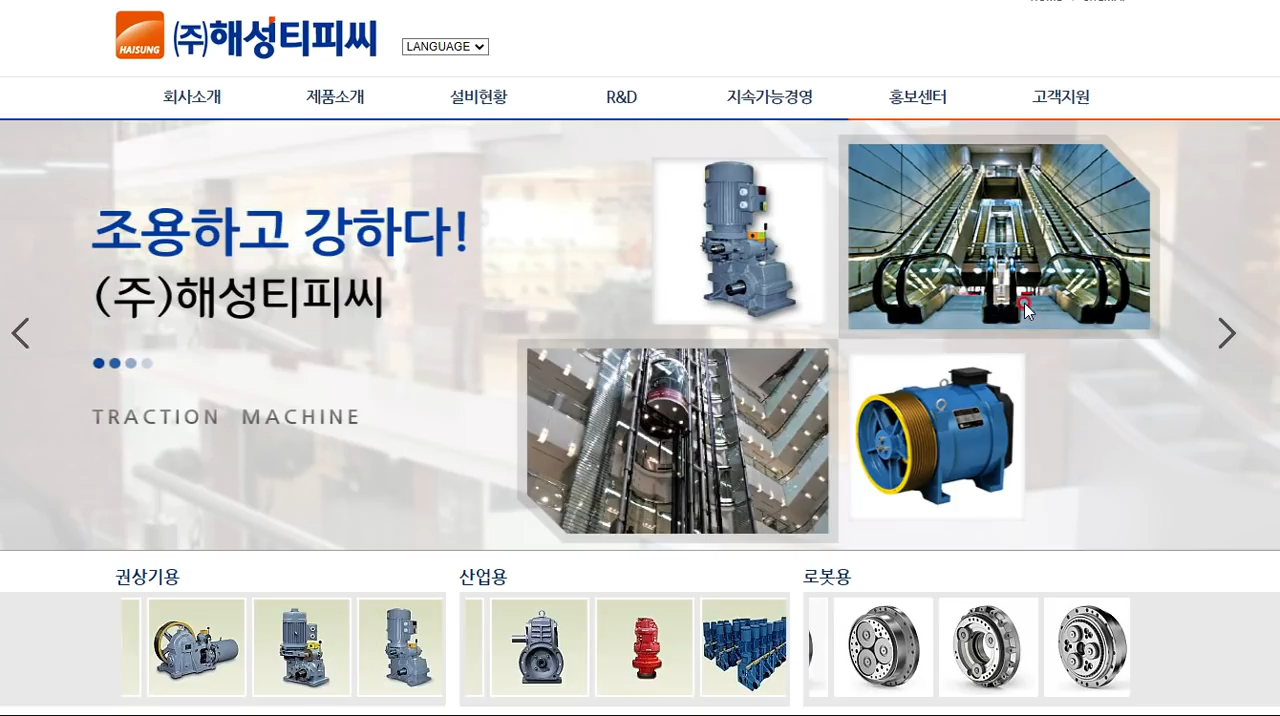 HAISUNG
(주)해성티피씨
LANGUAGE
회사소개 제품소개 설비현황 R&D 지속가능경영 홍보센터 고객지원
조용하고 강하다!
(주)해성티피씨
TRACTION MACHINE
권상기용 산업용 로봇용